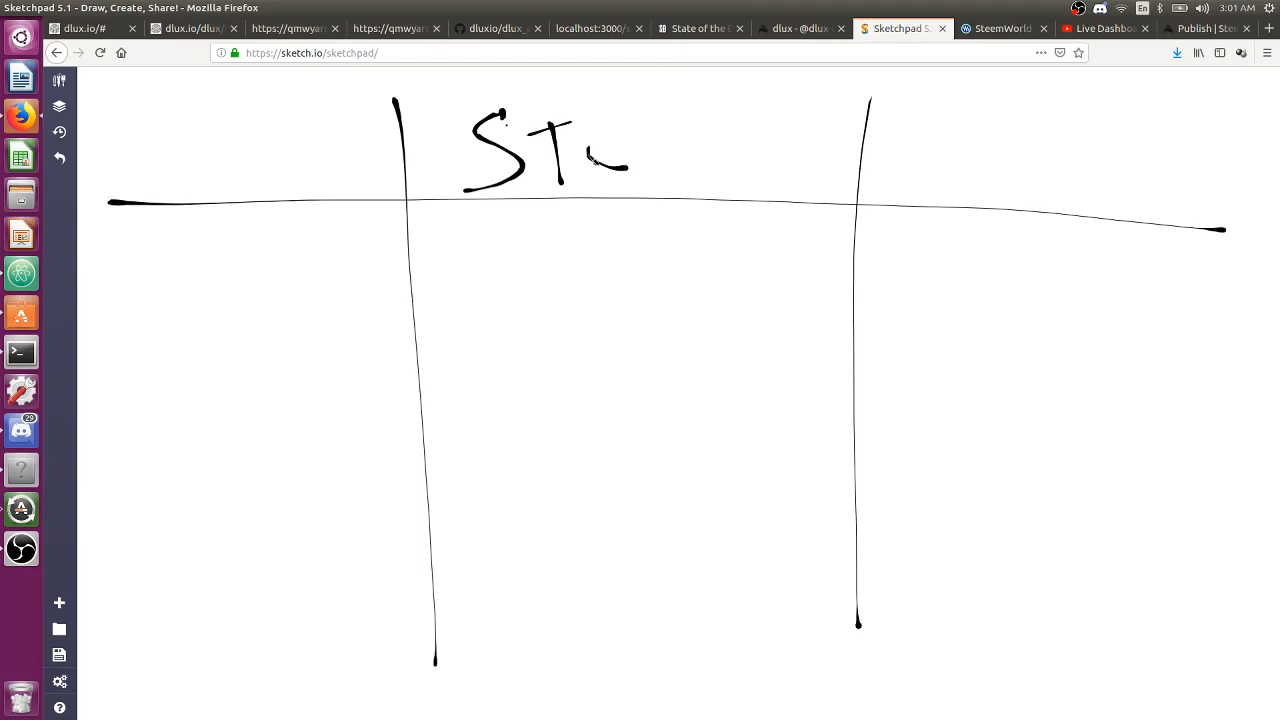 Sketchpad 5.1 - Draw, Create, Share! - Mozilla Firefox
En
3:01 AM
dlux.io/#
dlux.io/dlux/
https://qmwyar
https://qmwyar
dluxio/dlux_
localhost:3000/
State of the
dlux - @dlux-
Sketchpad 5.
SteemWorld
Live Dashboa
Publish | Ste
https://sketch.io/sketchpad/
ST
29